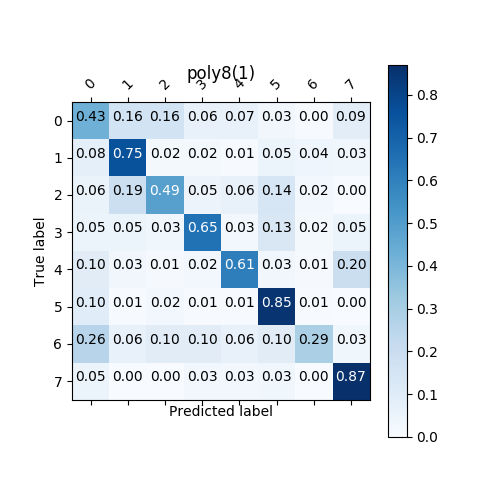 poly8(1)
0 1 2 3 4 5 6 7
0 0.43 0.16 0.16 0.06 0.07 0.03 0.00 0.09
1 0.08 0.75 0.02 0.02 0.01 0.05 0.04 0.03
2 0.06 0.19 0.49 0.05 0.06 0.14 0.02 0.00
3 0.05 0.05 0.03 0.65 0.03 0.13 0.02 0.05
4 0.10 0.03 0.01 0.02 0.61 0.03 0.01 0.20
5 0.10 0.01 0.02 0.01 0.01 0.85 0.01 0.00
6 0.26 0.06 0.10 0.10 0.06 0.10 0.29 0.03
7 0.05 0.00 0.00 0.03 0.03 0.03 0.00 0.87
True label
Predicted label
0.8
0.7
0.6
0.5
0.4
0.3
0.2
0.1
0.0